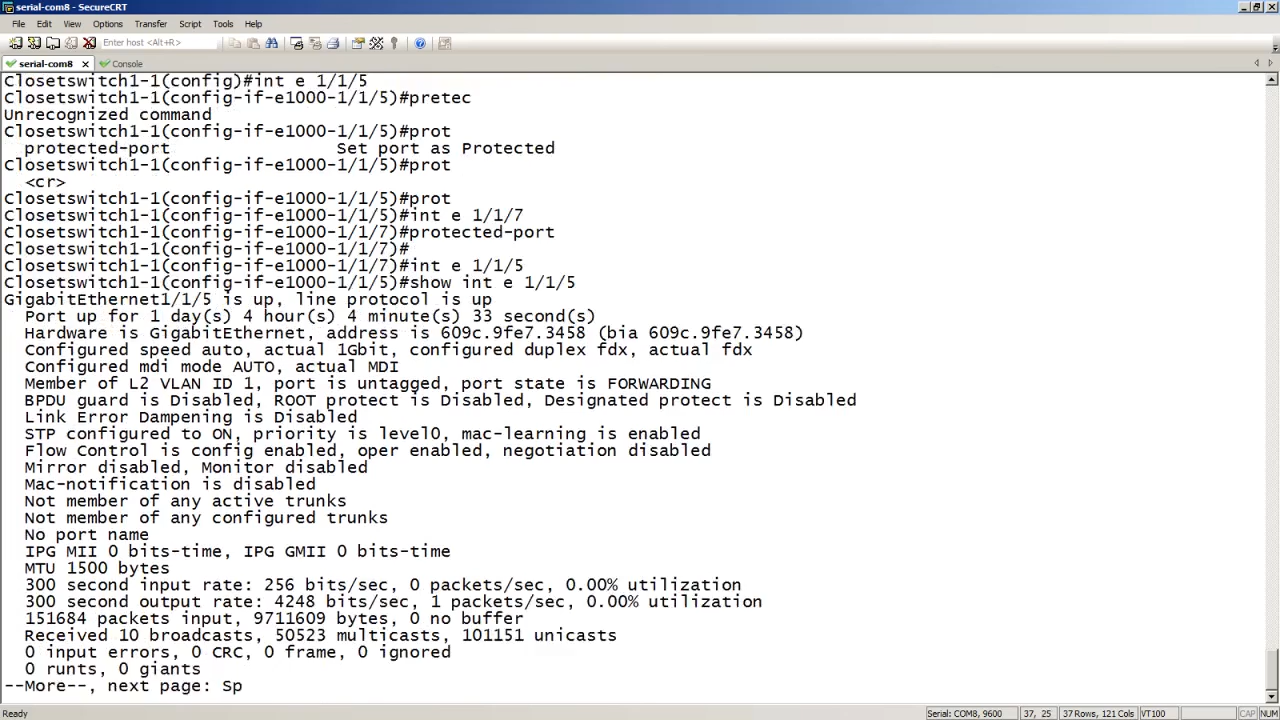 serial-com8 - SecureCRT
File Edit View Options Transfer Script Tools Help
Enter host <Alt+R>
serial-com8 Console
Closetswitch1-1(config)#int e 1/1/5
Closetswitch1-1(config-if-e1000-1/1/5)#pretec
Unrecognized command
Closetswitch1-1(config-if-e1000-1/1/5)#prot
  protected-port                Set port as Protected
Closetswitch1-1(config-if-e1000-1/1/5)#prot
  <cr>
Closetswitch1-1(config-if-e1000-1/1/5)#prot
Closetswitch1-1(config-if-e1000-1/1/5)#int e 1/1/7
Closetswitch1-1(config-if-e1000-1/1/7)#protected-port
Closetswitch1-1(config-if-e1000-1/1/7)#
Closetswitch1-1(config-if-e1000-1/1/7)#int e 1/1/5
Closetswitch1-1(config-if-e1000-1/1/5)#show int e 1/1/5
GigabitEthernet1/1/5 is up, line protocol is up
  Port up for 1 day(s) 4 hour(s) 4 minute(s) 33 second(s)
  Hardware is GigabitEthernet, address is 609c.9fe7.3458 (bia 609c.9fe7.3458)
  Configured speed auto, actual 1Gbit, configured duplex fdx, actual fdx
  Configured mdi mode AUTO, actual MDI
  Member of L2 VLAN ID 1, port is untagged, port state is FORWARDING
  BPDU guard is Disabled, ROOT protect is Disabled, Designated protect is Disabled
  Link Error Dampening is Disabled
  STP configured to ON, priority is level0, mac-learning is enabled
  Flow Control is config enabled, oper enabled, negotiation disabled
  Mirror disabled, Monitor disabled
  Mac-notification is disabled
  Not member of any active trunks
  Not member of any configured trunks
  No port name
  IPG MII 0 bits-time, IPG GMII 0 bits-time
  MTU 1500 bytes
  300 second input rate: 256 bits/sec, 0 packets/sec, 0.00% utilization
  300 second output rate: 4248 bits/sec, 1 packets/sec, 0.00% utilization
  151684 packets input, 9711609 bytes, 0 no buffer
  Received 10 broadcasts, 50523 multicasts, 101151 unicasts
  0 input errors, 0 CRC, 0 frame, 0 ignored
  0 runts, 0 giants
--More--, next page: Sp
Ready Serial: COM8, 9600 37, 25 37 Rows, 121 Cols VT100 CAP NUM